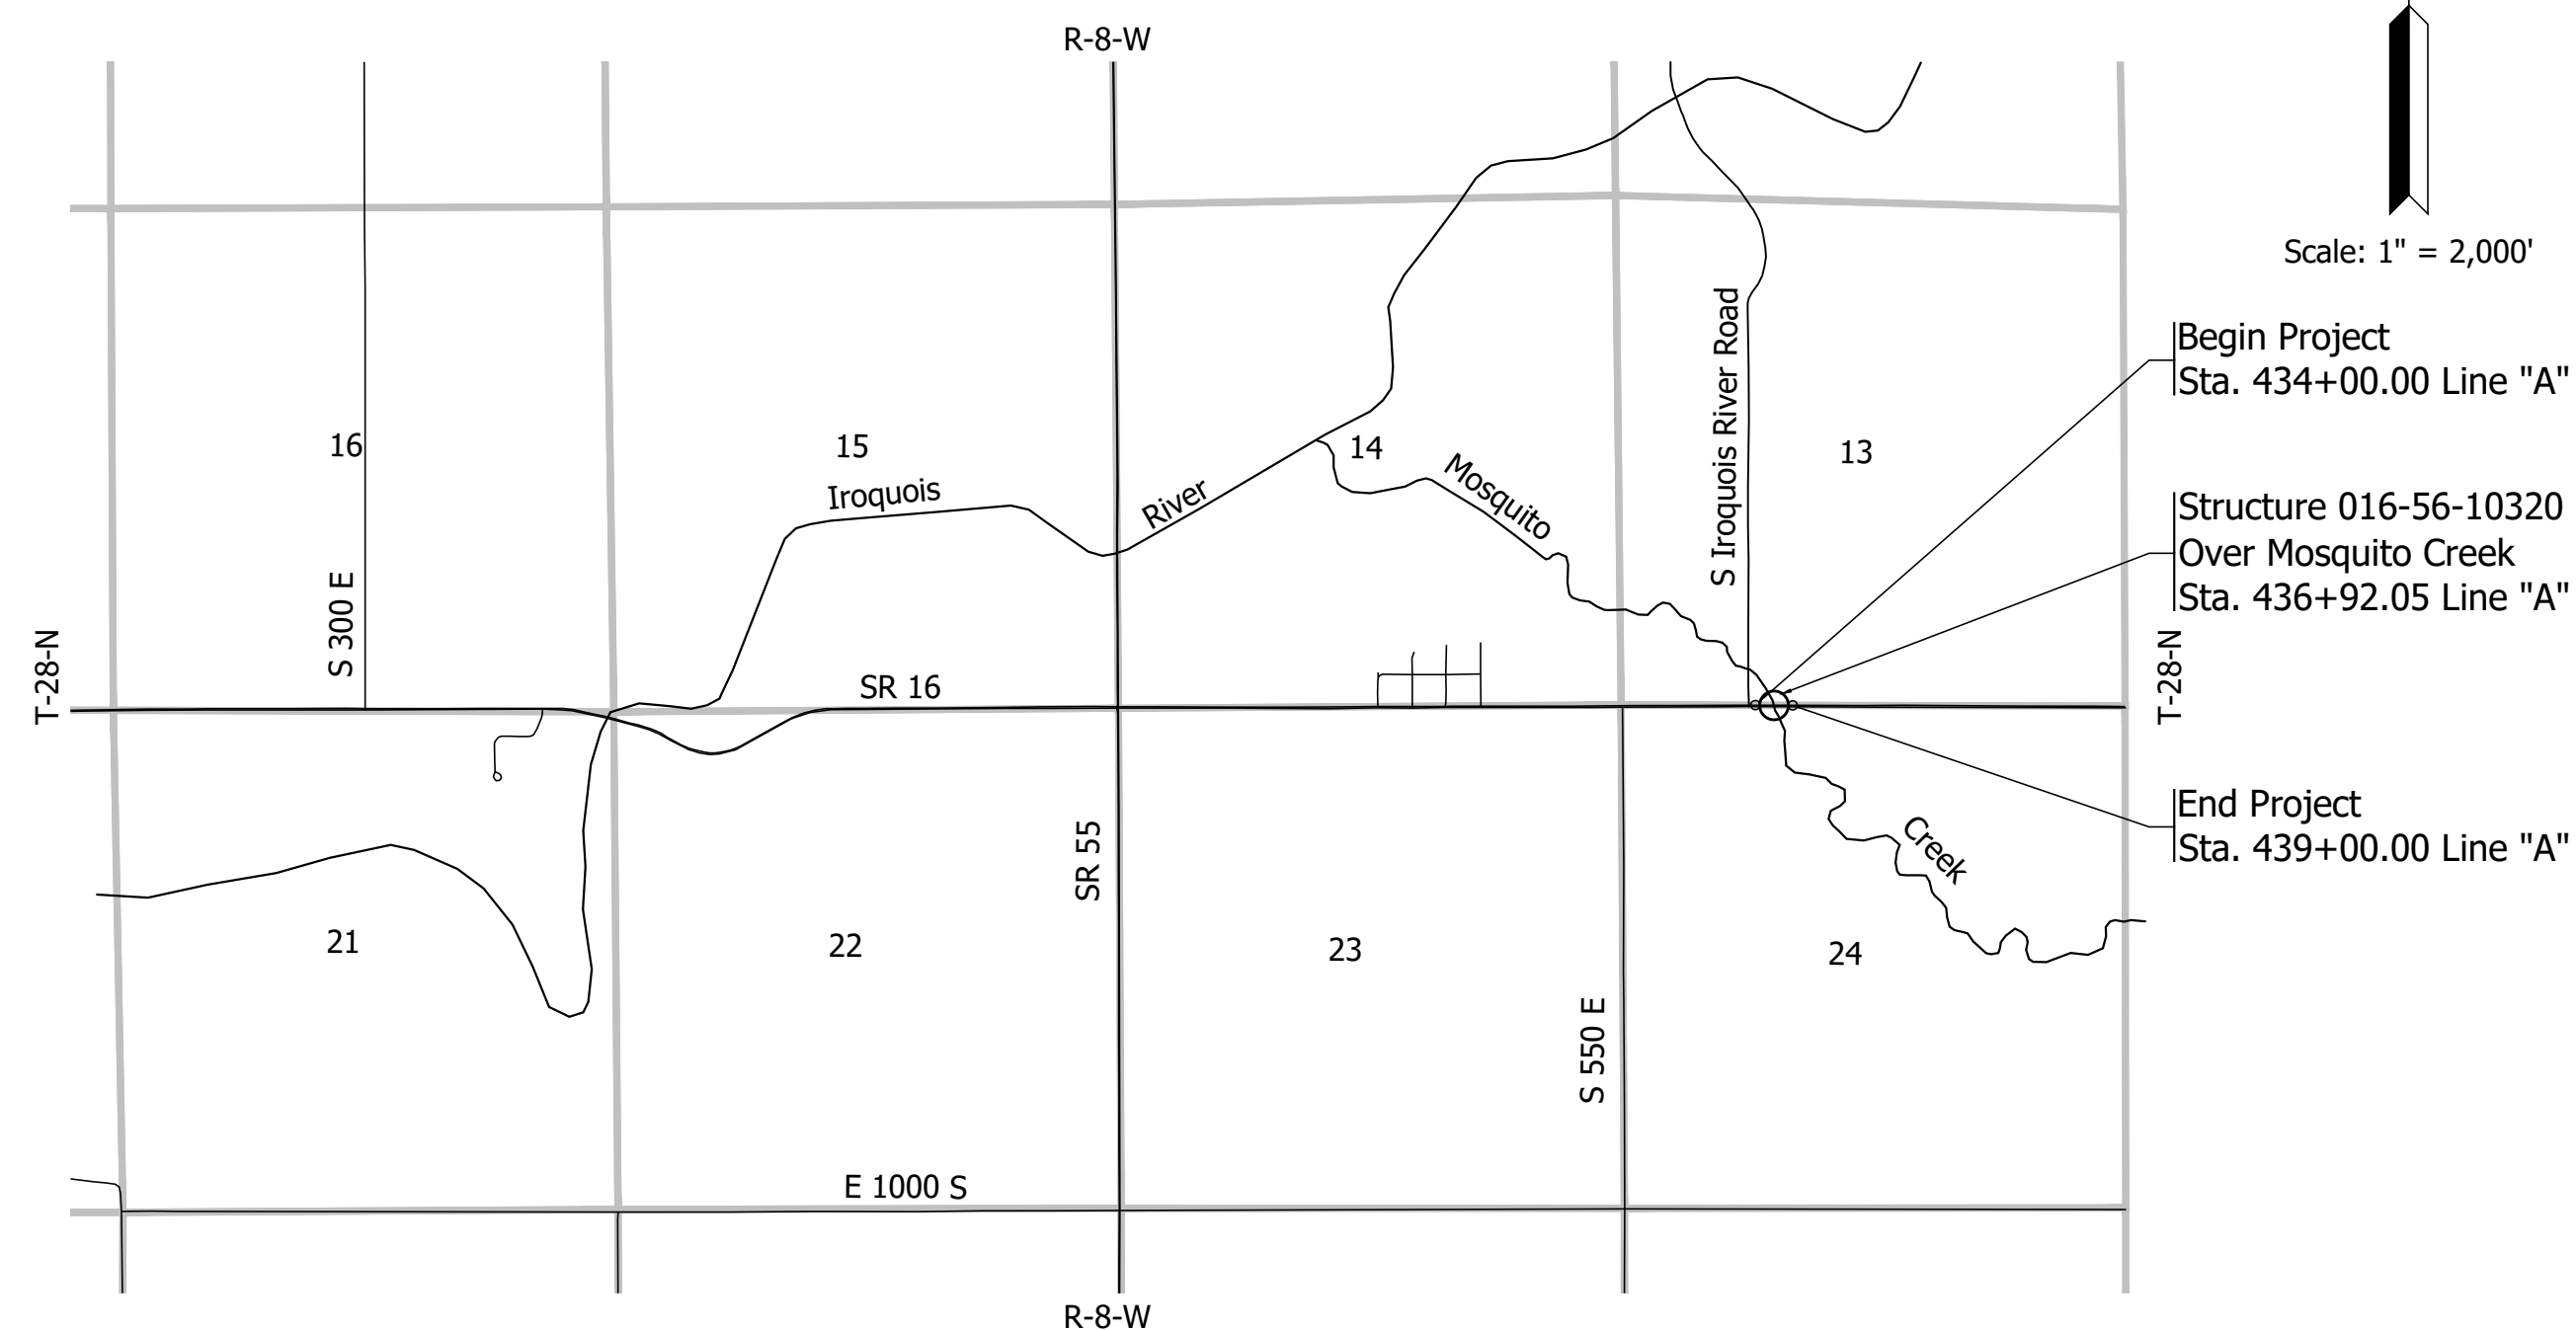 R-8-W
Scale: 1" = 2,000'
Begin Project
Sta. 434+00.00 Line "A"
S Iroquois River Road
16
15
14
13
Iroquois
River
Mosquito
Structure 016-56-10320
Over Mosquito Creek
Sta. 436+92.05 Line "A"
S 300 E
T-28-N
SR 16
T-28-N
End Project
Sta. 439+00.00 Line "A"
SR 55
Creek
21
22
23
24
S 550 E
E 1000 S
R-8-W